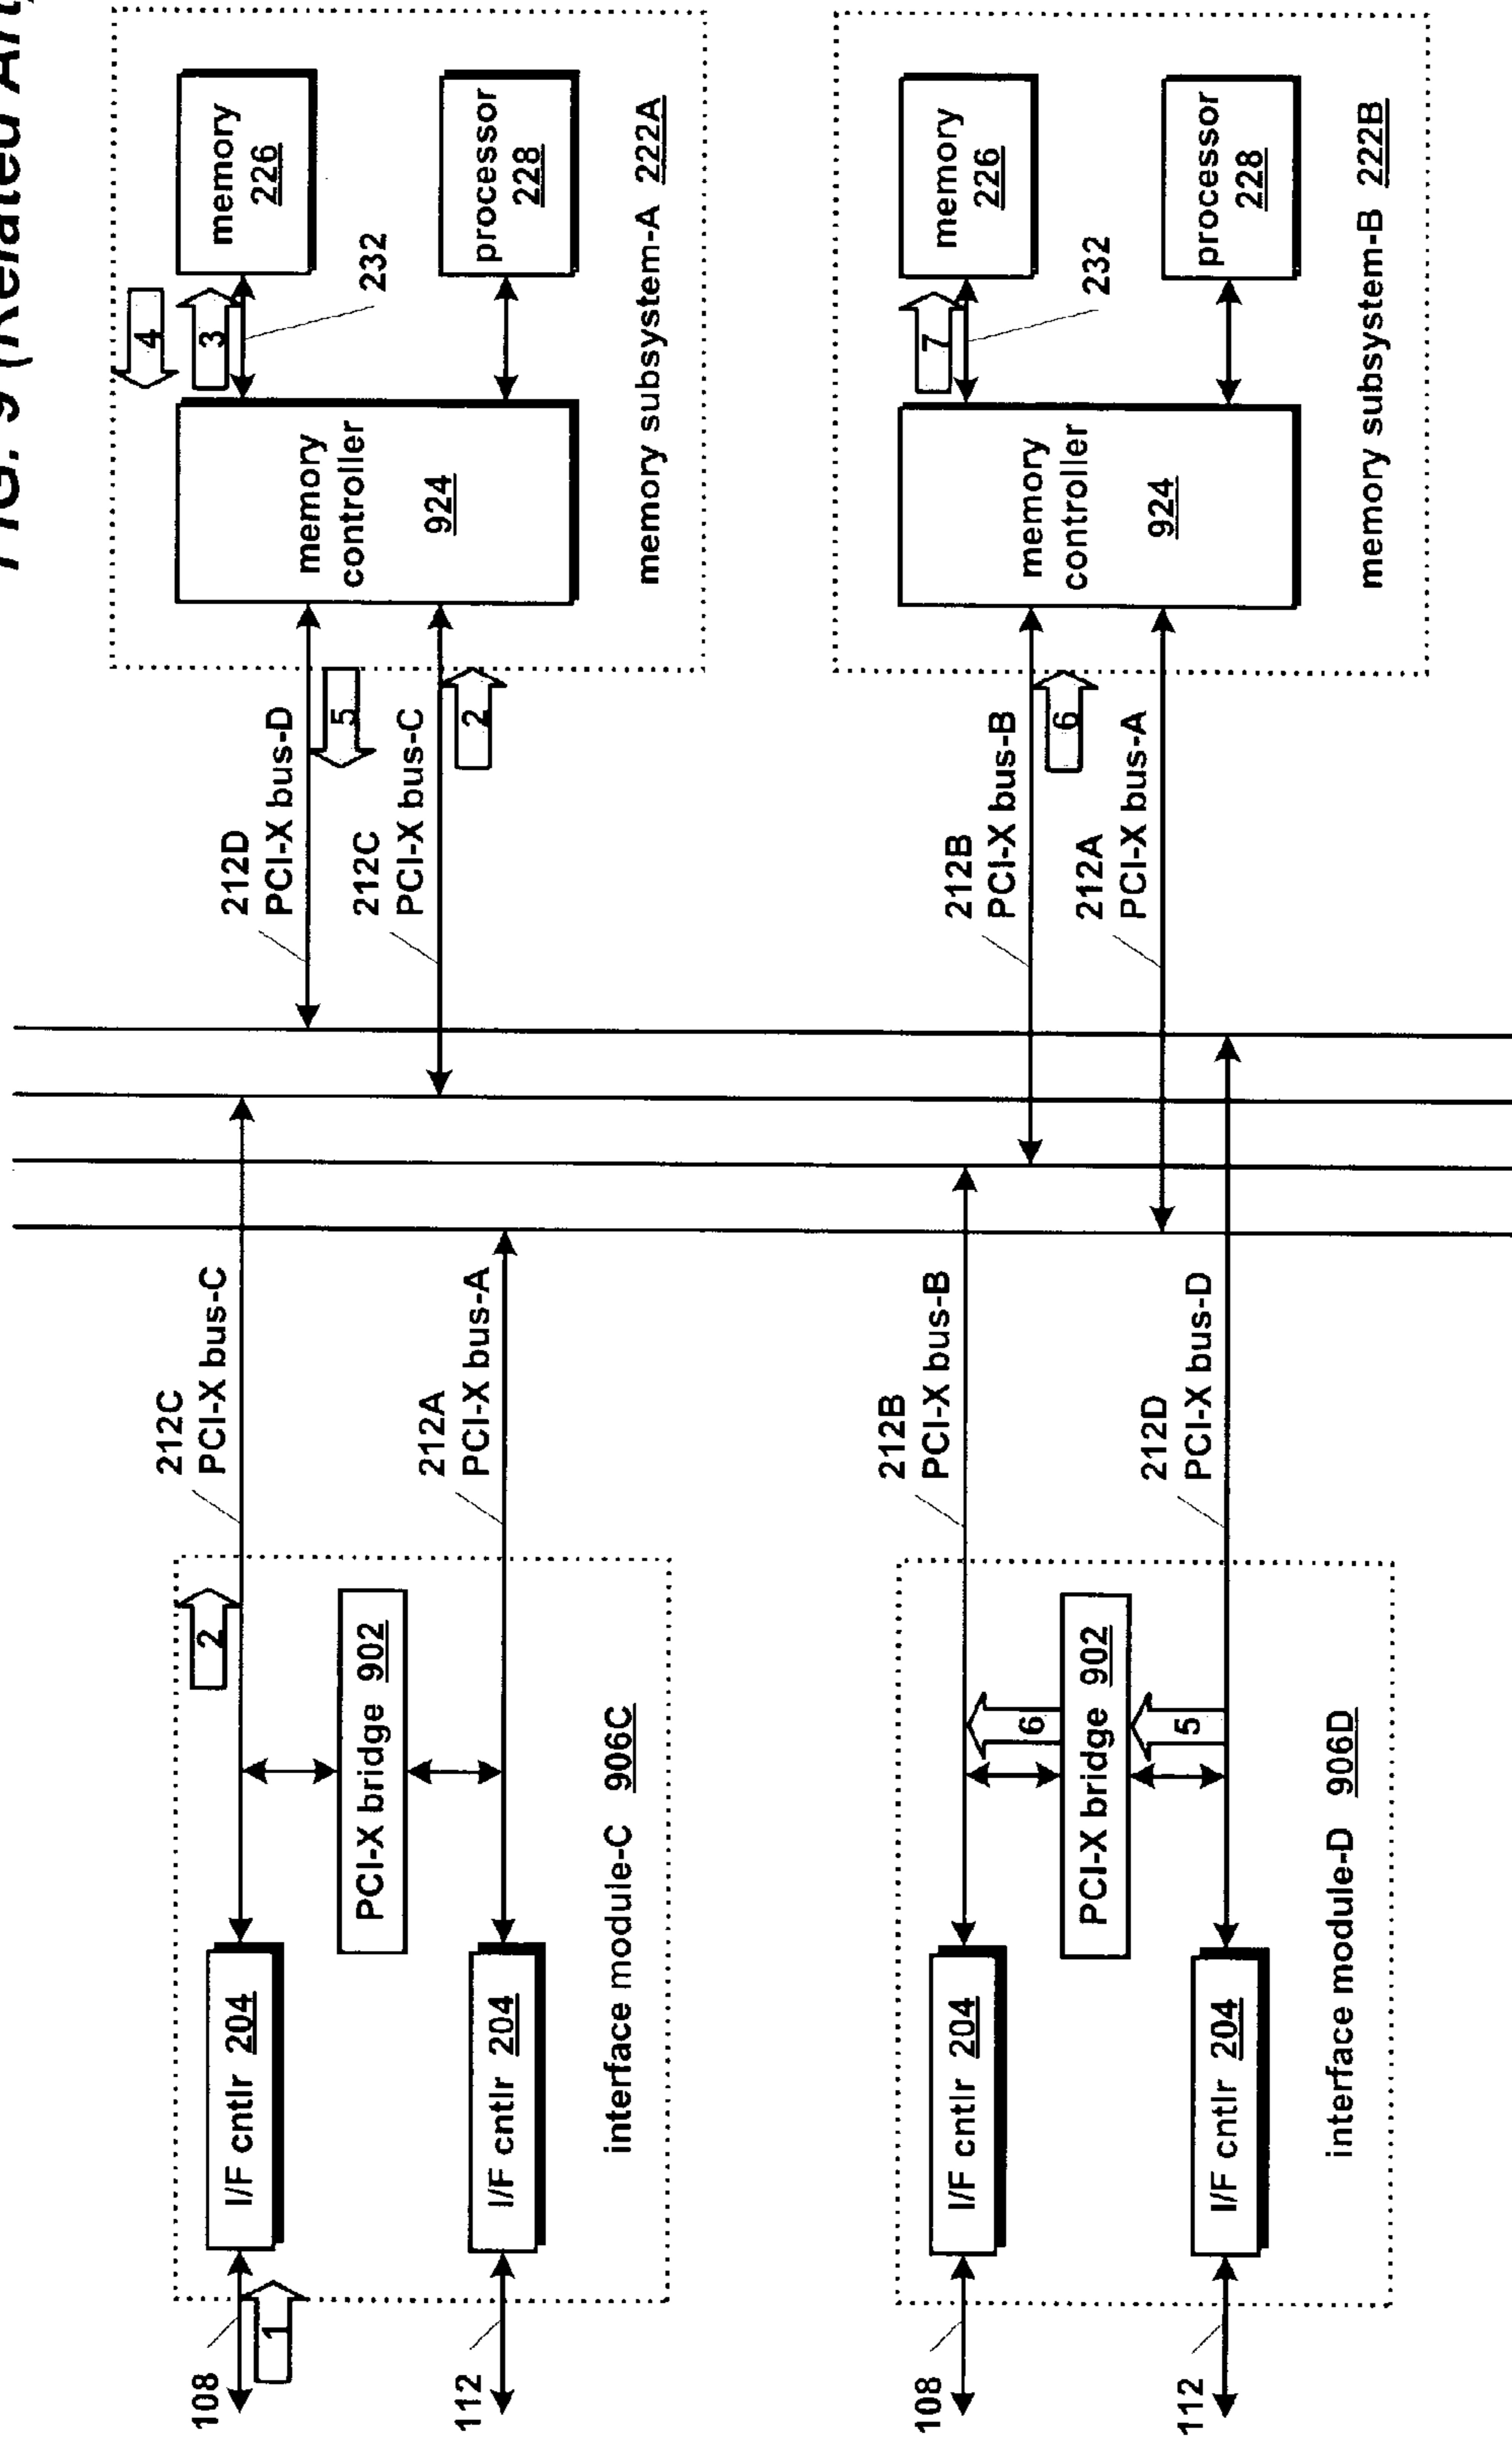 FIG. 9 (Related Art)
108
1
I/F cntlr 204
2
212C
PCI-X bus-C
PCI-X bridge 902
112
I/F cntlr 204
212A
PCI-X bus-A
interface module-C 906C
212D
PCI-X bus-D
5
212C
PCI-X bus-C
2
memory
controller
924
4
3
232
memory
226
processor
228
memory subsystem-A 222A
108
I/F cntlr 204
212B
PCI-X bus-B
6
PCI-X bridge 902
5
112
I/F cntlr 204
212D
PCI-X bus-D
interface module-D 906D
212B
PCI-X bus-B
6
212A
PCI-X bus-A
memory
controller
924
7
232
memory
226
processor
228
memory subsystem-B 222B